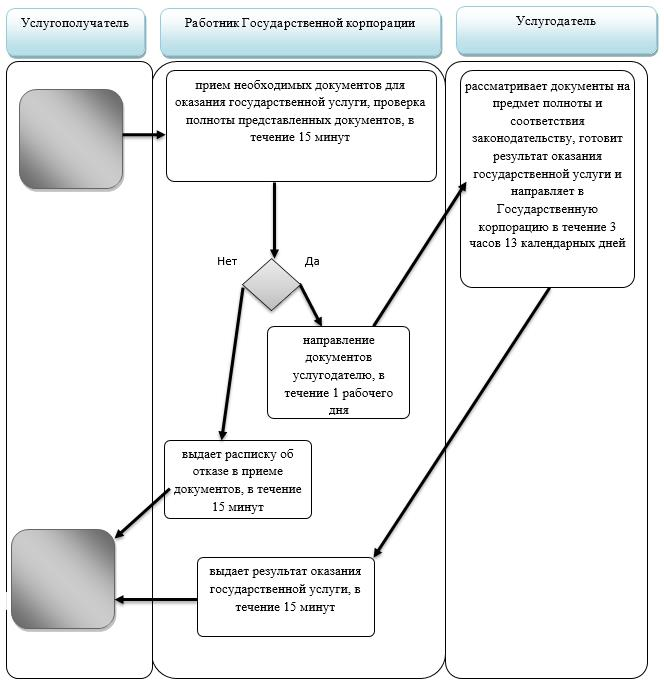 Услугополучатель
Работник Государственной корпорации
Услугодатель
прием необходимых документов для
оказания государственной услуги, проверка
полноты представленных документов, в
течение 15 минут
рассматривает документы на
предмет полноты и
соответствия
законодательству, готовит
результат оказания
государственной услуги и
направляет в
Государственную
корпорацию в течение 3
часов 13 календарных дней
Нет
Да
направление
документов
услугодателю, в
течение 1 рабочего
дня
выдает расписку об
отказе в приеме
документов, в течение
15 минут
выдает результат оказания
государственной услуги, в
течение 15 минут